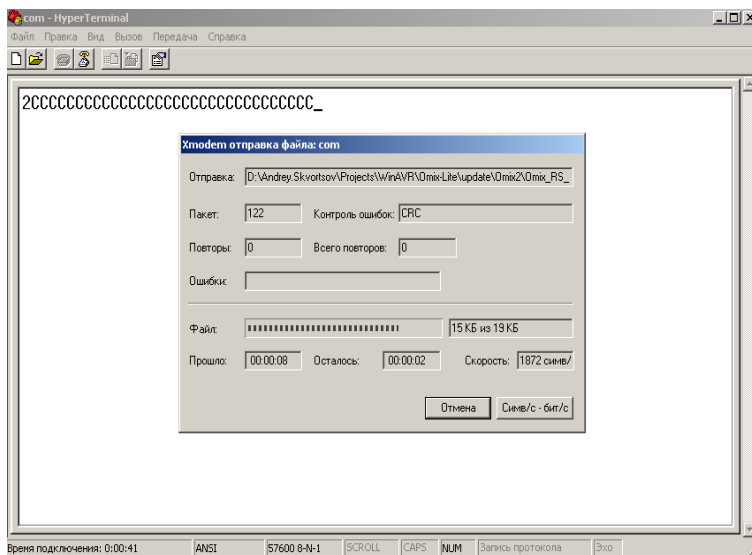 com - HyperTerminal
Файл Правка Вид Вызов Передача Справка
2CCCCCCCCCCCCCCCCCCCCCCCCCCCCCCCCC_
Xmodem отправка файла: com
Отправка: D:\Andrey.Skvortsov\Projects\WinAVR\Omix-Lite\update\Omix2\Omix_RS_
Пакет: 122 Контроль ошибок: CRC
Повторы: 0 Всего повторов: 0
Ошибки:
Файл: 15 КБ из 19 КБ
Прошло: 00:00:08 Осталось: 00:00:02 Скорость: 1872 симв/
Отмена Симв/с - бит/с
Время подключения: 0:00:41 ANSI 57600 8-N-1 SCROLL CAPS NUM Запись протокола Эхо